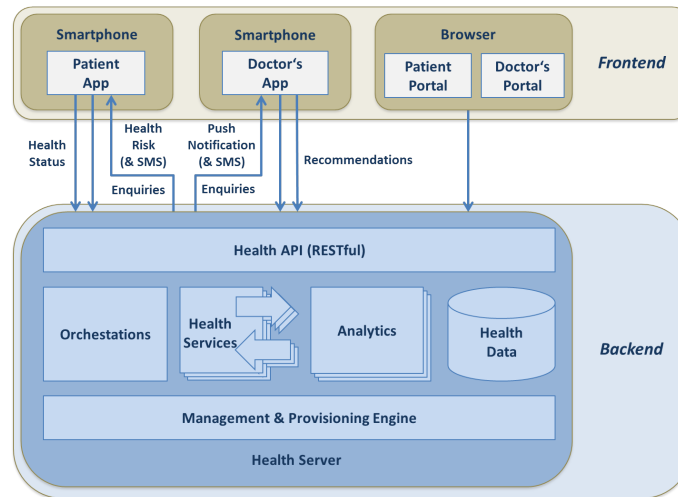 Smartphone
Patient
App
Smartphone
Doctor‘s
App
Browser
Patient
Portal
Doctor‘s
Portal
Frontend
Health
Status
Health
Risk
(& SMS)
Enquiries
Push
Notification
(& SMS)
Enquiries
Recommendations
Health API (RESTful)
Orchestations
Health
Services
Analytics
Health
Data
Backend
Management & Provisioning Engine
Health Server